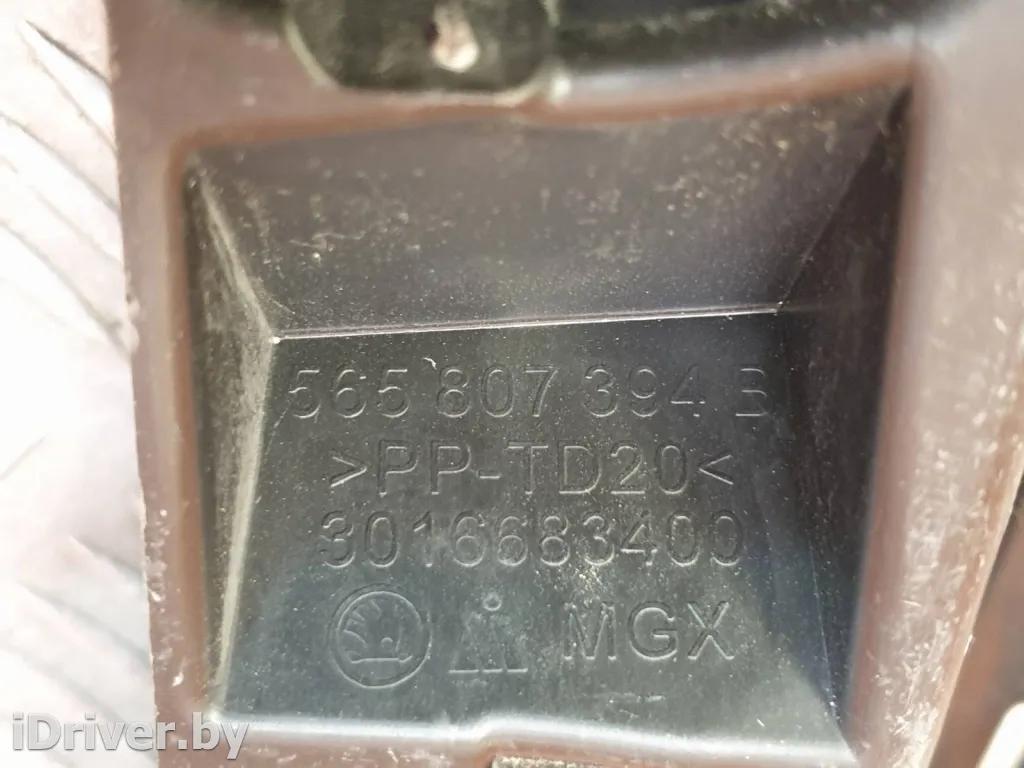 565 807 394 B
>PP-TD20<
3016683400
MGX
iDriver.by